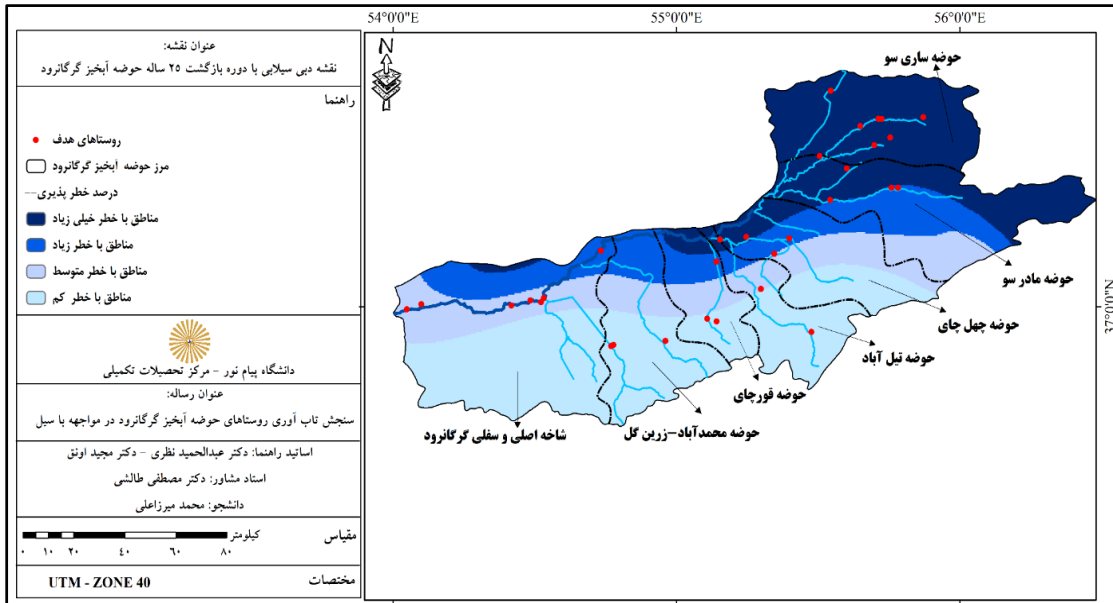 عنوان نقشه:
نقشه دبی سیلابی با دوره بازگشت ۲۵ ساله حوضه آبخیز گرگانرود
راهنما
روستاهای هدف
مرز حوضه آبخیز گرگانرود
درصد خطر پذیری
مناطق با خطر خیلی زیاد
مناطق با خطر زیاد
مناطق با خطر متوسط
مناطق با خطر کم
دانشگاه پیام نور - مرکز تحصیلات تکمیلی
عنوان رساله:
سنجش تاب آوری روستاهای حوضه آبخیز گرگانرود در مواجهه با سیل
اساتید راهنما: دکتر عبدالحمید نظری - دکتر مجید اونق
استاد مشاور: دکتر مصطفی طالشی
دانشجو: محمد میرزاعلی
مقیاس
کیلومتر
۰ ۱۰ ۲۰ ۴۰ ۶۰ ۸۰
مختصات
UTM - ZONE 40
54°0'0"E 55°0'0"E 56°0'0"E
N
حوضه ساری سو
حوضه مادر سو
37°0'0"N
حوضه چهل چای
حوضه تیل آباد
حوضه قورچای
حوضه محمدآباد-زرین گل
شاخه اصلی و سفلی گرگانرود